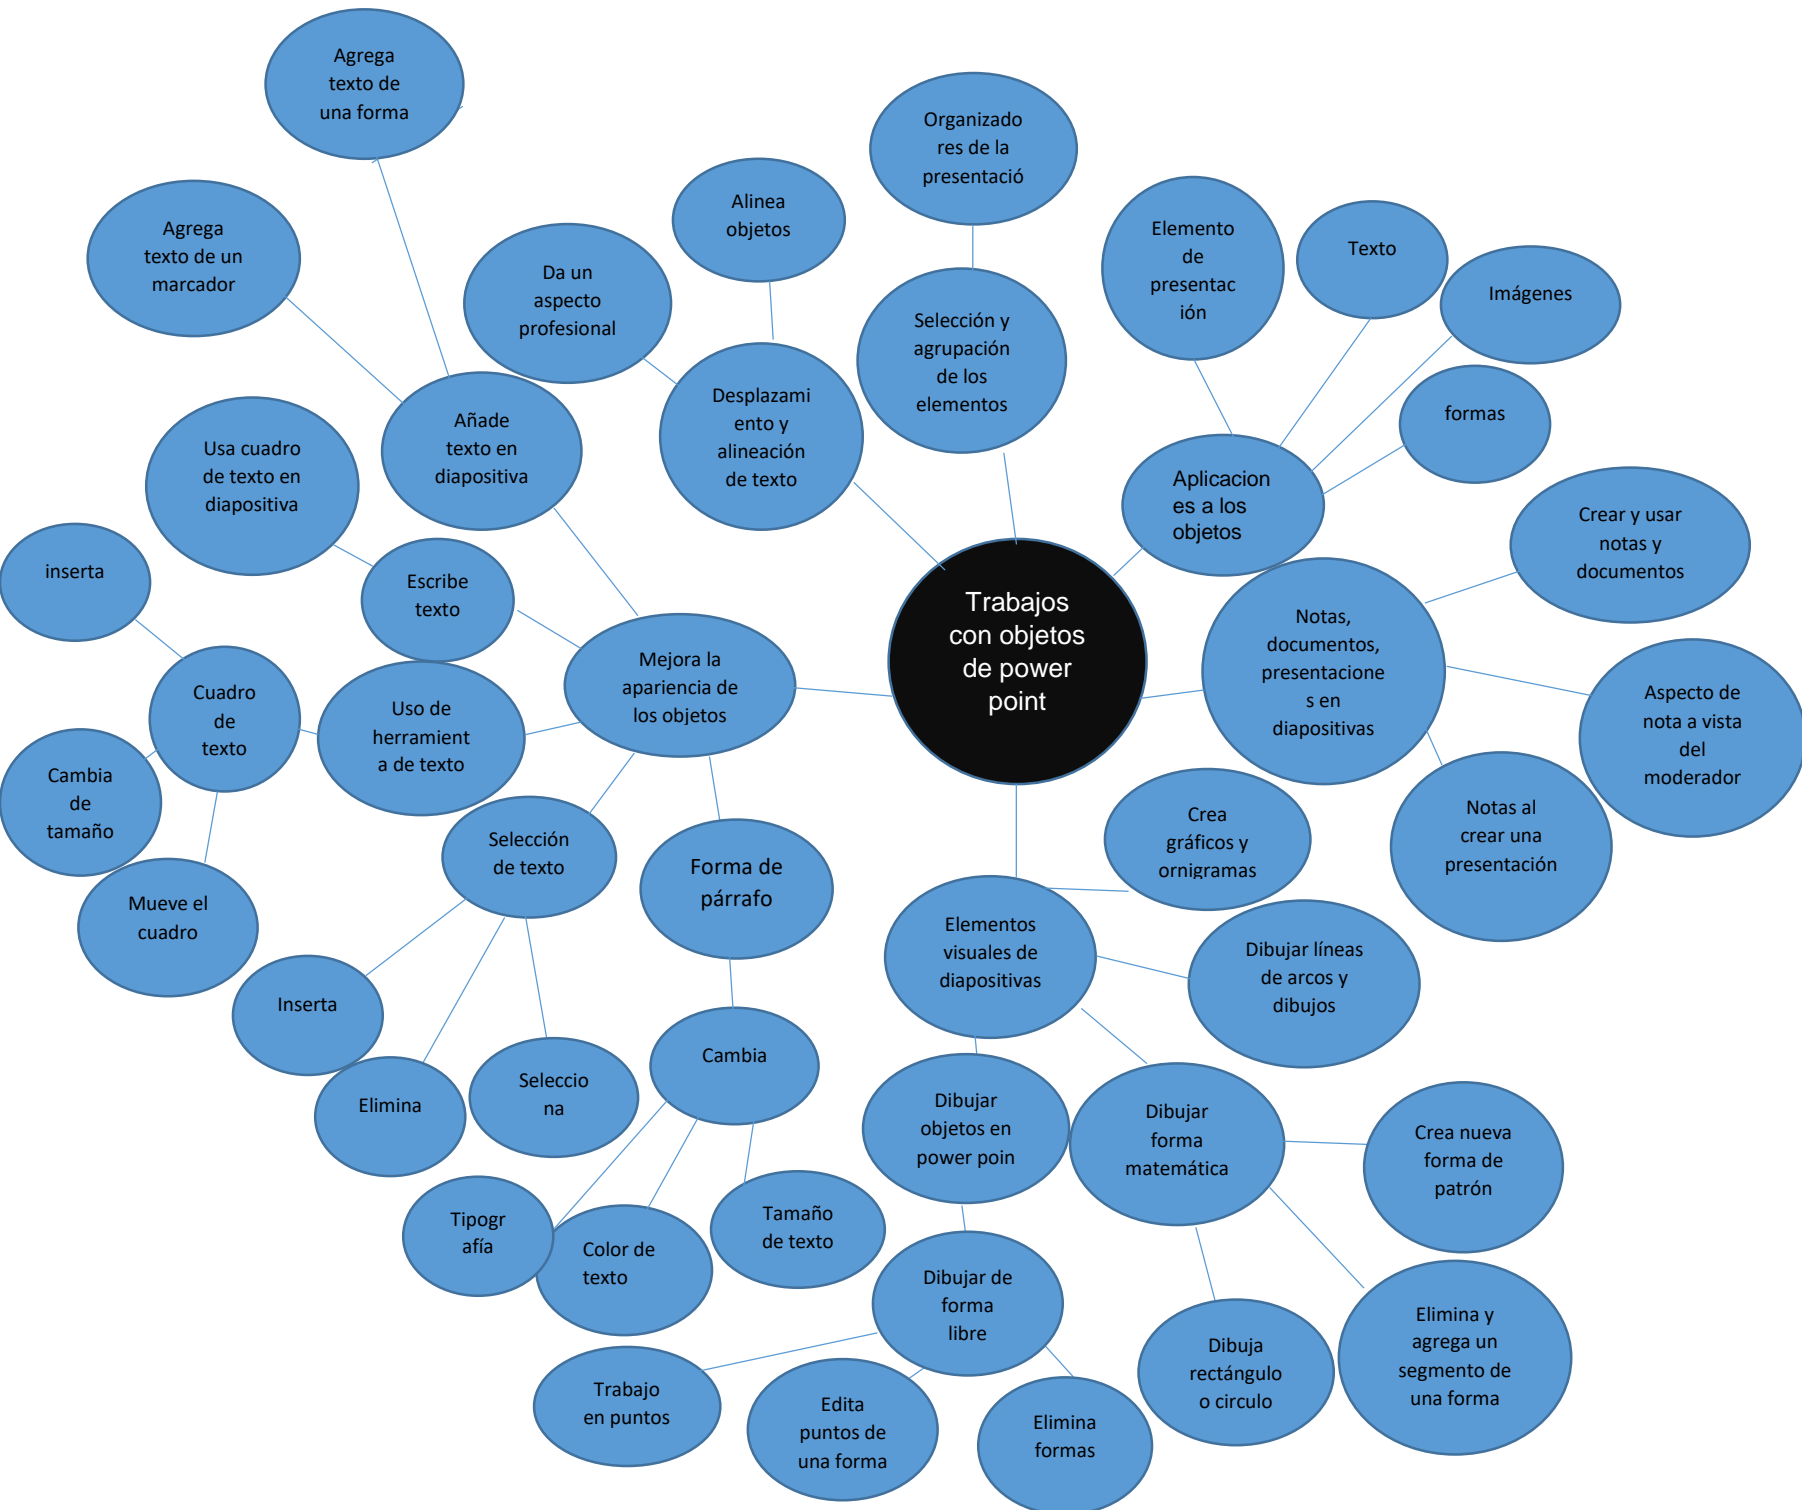 Agrega
texto de
una forma
Organizado
res de la
presentació
Alinea
objetos
Agrega
texto de un
marcador
Elemento
de
presentac
ión
Texto
Imágenes
Da un
aspecto
profesional
Selección y
agrupación
de los
elementos
formas
Desplazami
ento y
alineación
de texto
Añade
texto en
diapositiva
Usa cuadro
de texto en
diapositiva
Aplicacion
es a los
objetos
Crear y usar
notas y
documentos
inserta
Escribe
texto
Trabajos
con objetos
de power
point
Notas,
documentos,
presentacione
s en
diapositivas
Mejora la
apariencia de
los objetos
Cuadro
de
texto
Uso de
herramient
a de texto
Aspecto de
nota a vista
del
moderador
Cambia
de
tamaño
Notas al
crear una
presentación
Crea
gráficos y
ornigramas
Selección
de texto
Forma de
párrafo
Mueve el
cuadro
Elementos
visuales de
diapositivas
Dibujar líneas
de arcos y
dibujos
Inserta
Cambia
Seleccio
na
Elimina
Dibujar
objetos en
power poin
Dibujar
forma
matemática
Crea nueva
forma de
patrón
Tipogr
afía
Color de
texto
Tamaño
de texto
Dibujar de
forma
libre
Elimina y
agrega un
segmento de
una forma
Dibuja
rectángulo
o circulo
Trabajo
en puntos
Edita
puntos de
una forma
Elimina
formas